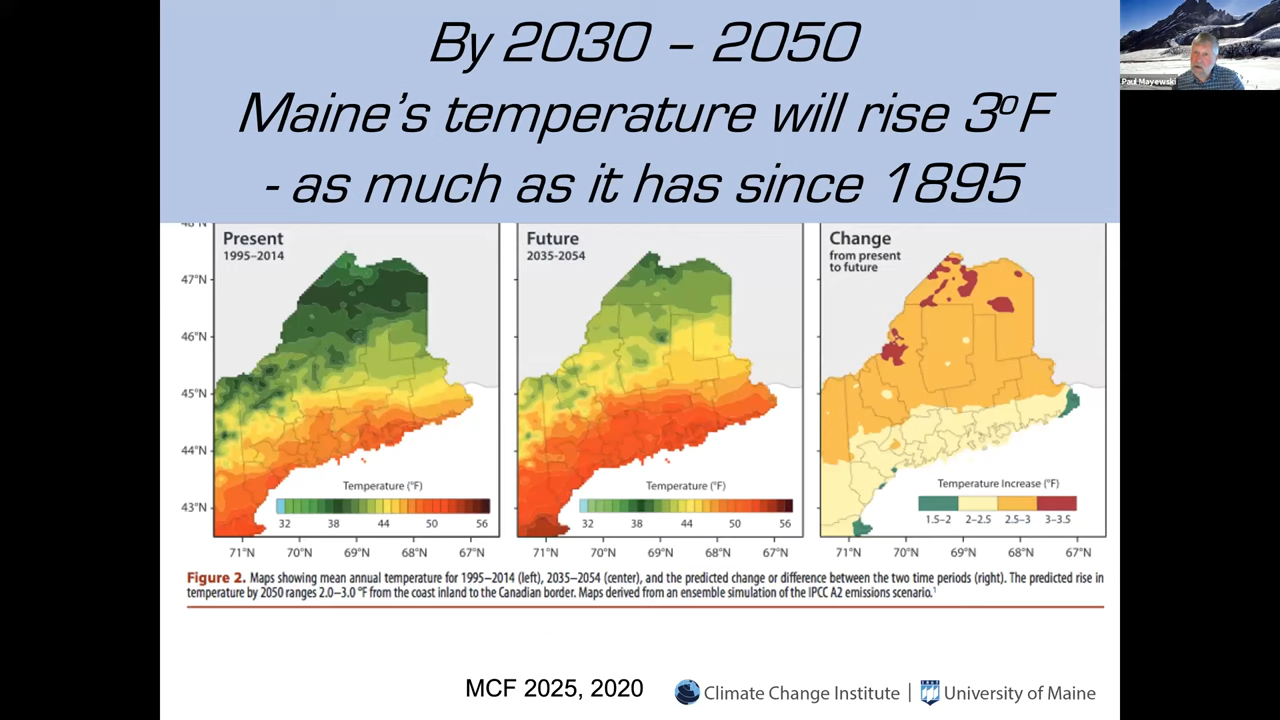 By 2030 – 2050
Maine's temperature will rise 3ºF
- as much as it has since 1895
Paul Mayewski
48°N
47°N
46°N
45°N
44°N
43°N
Present
1995–2014
Temperature (°F)
32 38 44 50 56
71°N 70°N 69°N 68°N 67°N
Future
2035-2054
Temperature (°F)
32 38 44 50 56
71°N 70°N 69°N 68°N 67°N
Change
from present
to future
Temperature Increase (°F)
1.5–2 2–2.5 2.5–3 3–3.5
71°N 70°N 69°N 68°N 67°N
Figure 2. Maps showing mean annual temperature for 1995–2014 (left), 2035–2054 (center), and the predicted change or difference between the two time periods (right). The predicted rise in
temperature by 2050 ranges 2.0–3.0 °F from the coast inland to the Canadian border. Maps derived from an ensemble simulation of the IPCC A2 emissions scenario.¹
MCF 2025, 2020
Climate Change Institute | University of Maine